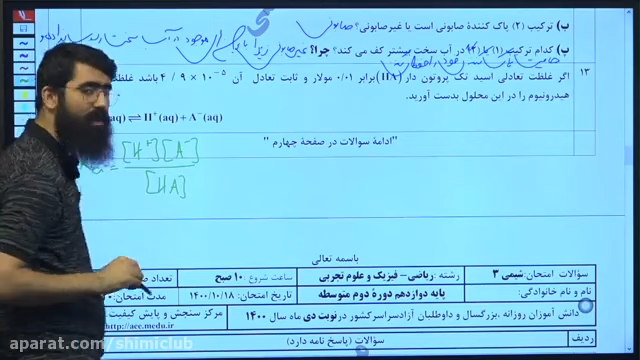 ب) ترکیب (۲) پاک کنندهٔ صابونی است یا غیرصابونی؟ صابونی
پ) کدام ترکیب (۱) یا (۲) در آب سخت بیشتر کف می کند؟ چرا؟
۱۳
اگر غلظت تعادلی اسید تک پروتون دار (HA) برابر ۰/۰۱ مولار و ثابت تعادل آن ۴/۹×۱۰⁻⁵ باشد غلظت
هیدرونیوم را در این محلول بدست آورید.
(aq) ⇌ H⁺(aq) + A⁻(aq)
"ادامهٔ سوالات در صفحهٔ چهارم"
= [H⁺][A⁻]
[HA]
باسمه تعالی
سؤالات امتحان: شیمی ۳
رشته: ریاضی – فیزیک و علوم تجربی
ساعت شروع: ۱۰ صبح
تعداد
نام و نام خانوادگی:
پایه دوازدهم دورهٔ دوم متوسطه
تاریخ امتحان: ۱۴۰۰/۱۰/۱۸
مدت امتحان:
دانش آموزان روزانه، بزرگسال و داوطلبان آزاد سراسر کشور در نوبت دی ماه سال ۱۴۰۰
مرکز سنجش و پایش کیفیت
http://aee.medu.ir
ردیف
سؤالات (پاسخ نامه دارد)
aparat.com/shimiclub